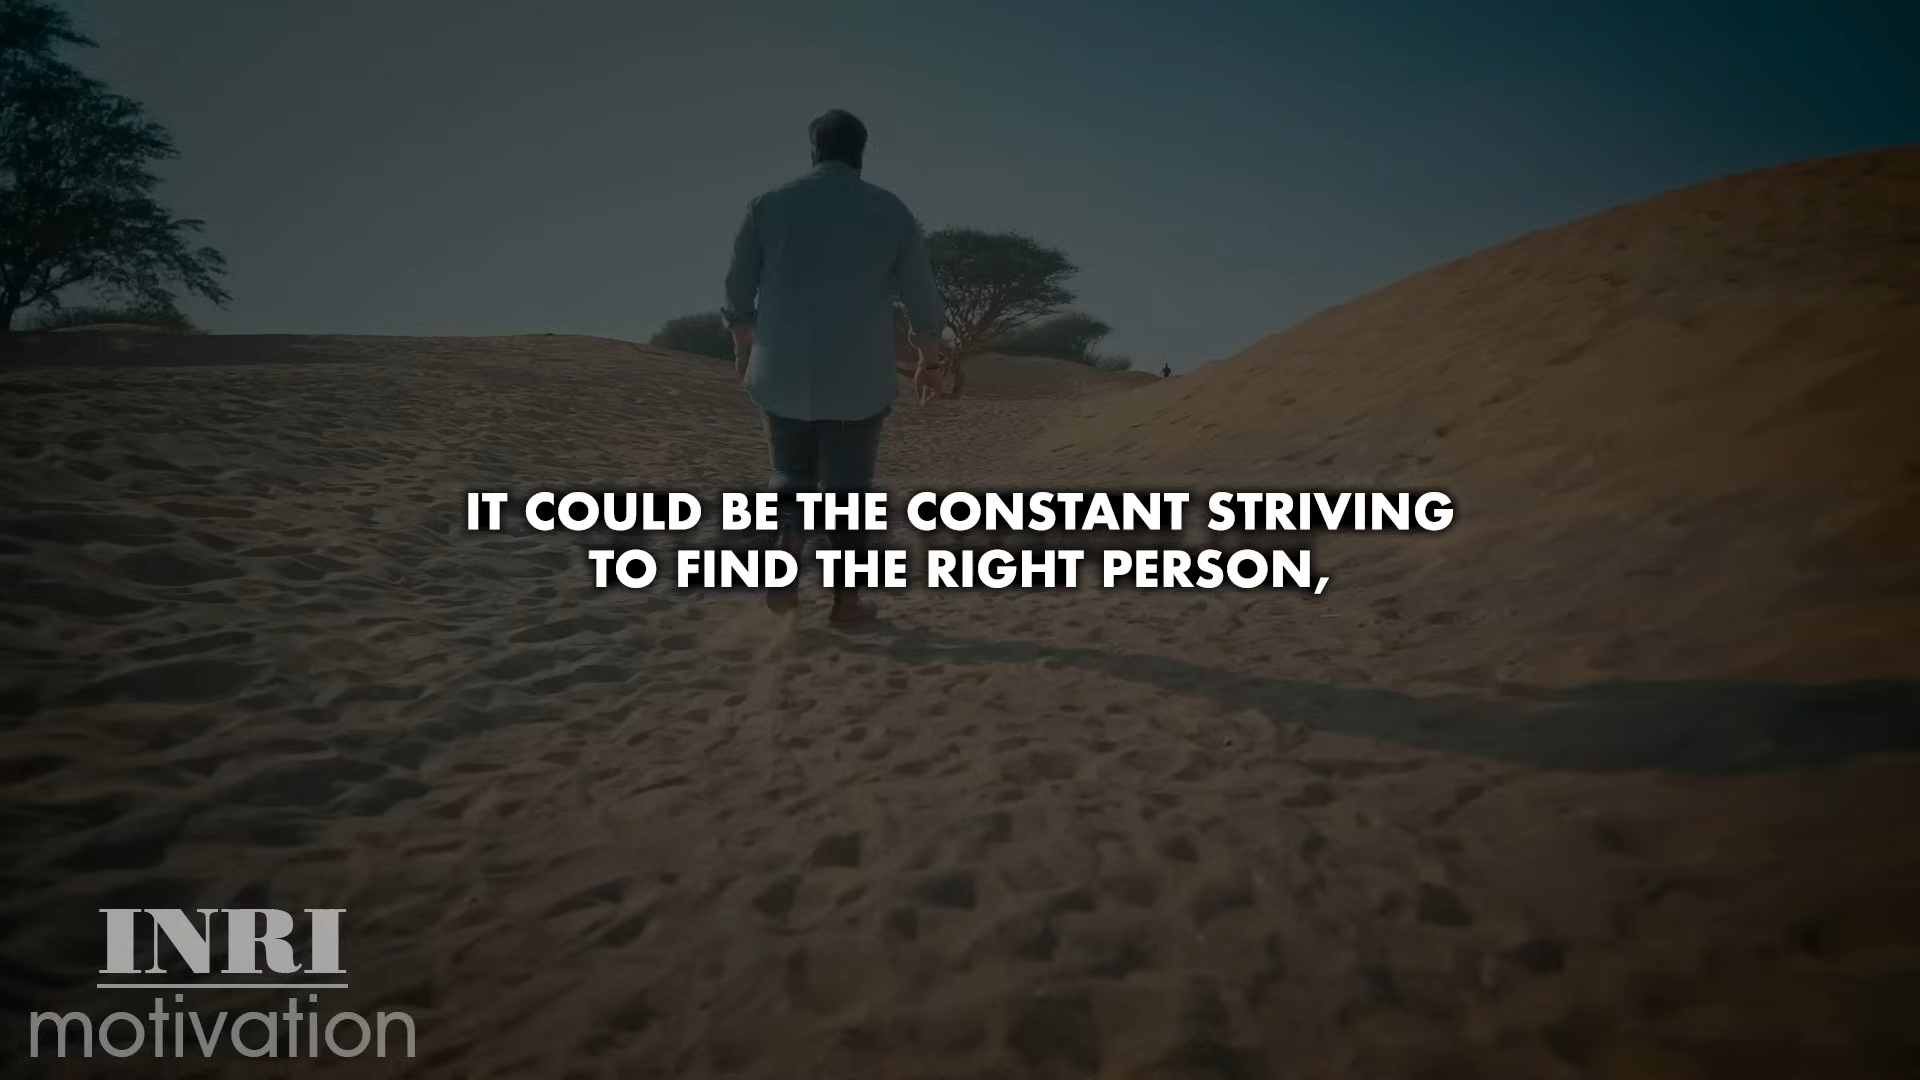 IT COULD BE THE CONSTANT STRIVING
TO FIND THE RIGHT PERSON,
INRI
motivation